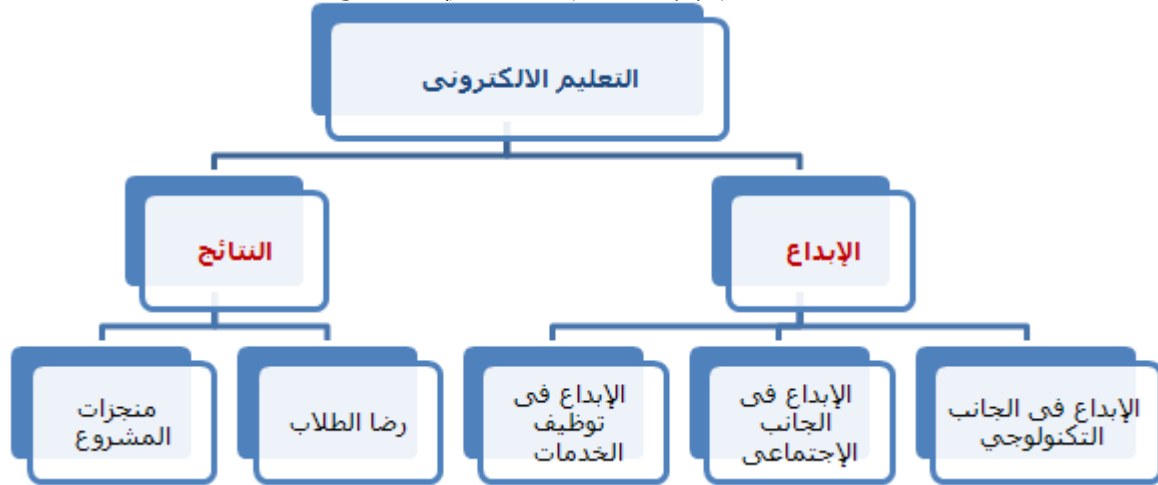 التعليم الالكترونى
الإبداع
النتائج
الإبداع فى الجانب
التكنولوجي
الإبداع فى
الجانب
الإجتماعى
الإبداع فى
توظيف
الخدمات
رضا الطلاب
منجزات
المشروع